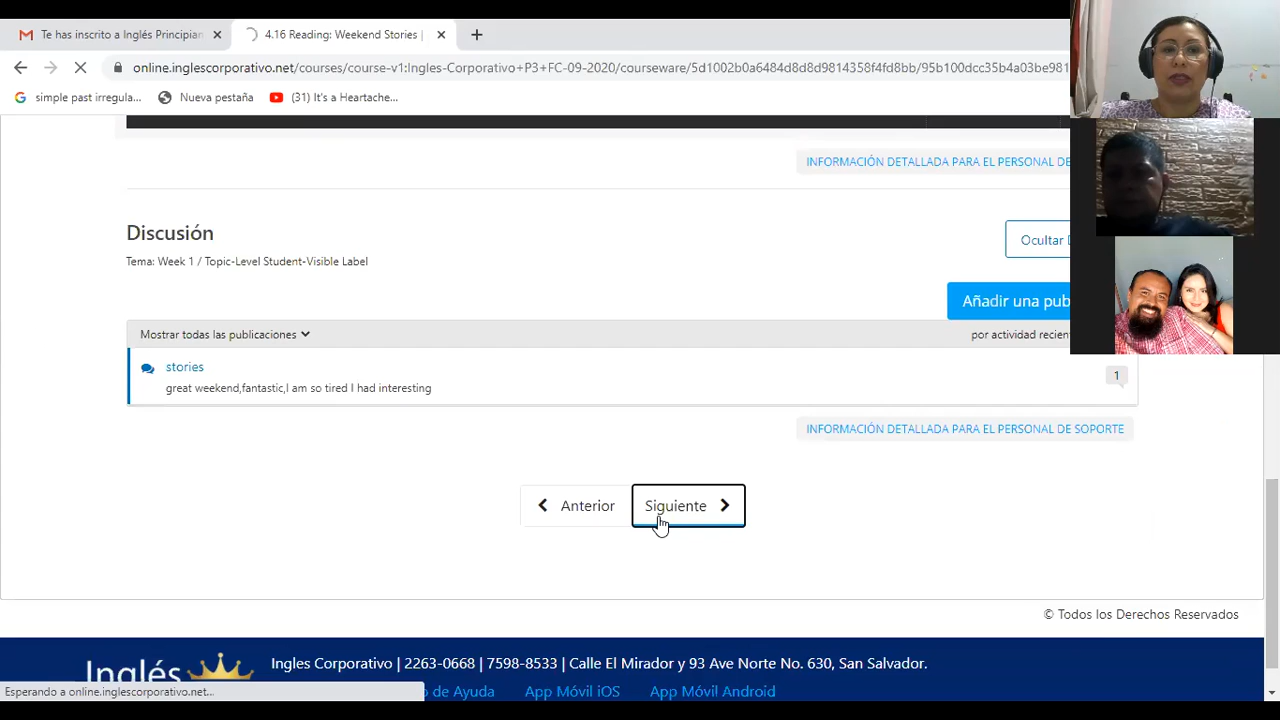 Te has inscrito a Inglés Principian
4.16 Reading: Weekend Stories |
online.inglescorporativo.net/courses/course-v1:Ingles-Corporativo+P3+FC-09-2020/courseware/5d1002b0a6484d8d8d9814358f4fd8bb/95b100dcc35b4a03be981
simple past irregula...
Nueva pestaña
(31) It's a Heartache...
INFORMACIÓN DETALLADA PARA EL PERSONAL DE
Discusión
Ocultar
Tema: Week 1 / Topic-Level Student-Visible Label
Añadir una pub
Mostrar todas las publicaciones
por actividad recien
stories
great weekend,fantastic,I am so tired I had interesting
1
INFORMACIÓN DETALLADA PARA EL PERSONAL DE SOPORTE
Anterior
Siguiente
© Todos los Derechos Reservados
Inglés
Ingles Corporativo | 2263-0668 | 7598-8533 | Calle El Mirador y 93 Ave Norte No. 630, San Salvador.
Esperando a online.inglescorporativo.net...
o de Ayuda
App Móvil iOS
App Móvil Android